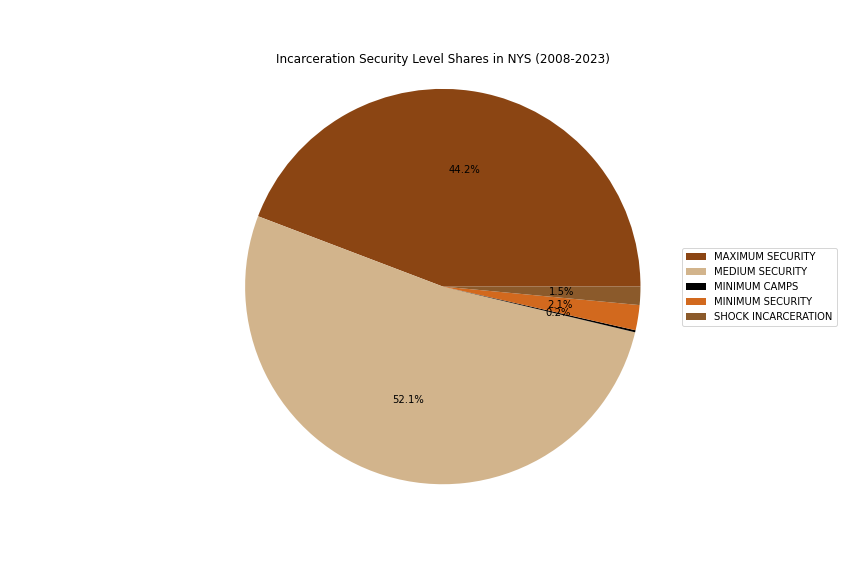 Incarceration Security Level Shares in NYS (2008-2023)
44.2%
MAXIMUM SECURITY
MEDIUM SECURITY
MINIMUM CAMPS
MINIMUM SECURITY
SHOCK INCARCERATION
1.5%
2.1%
0.2%
52.1%